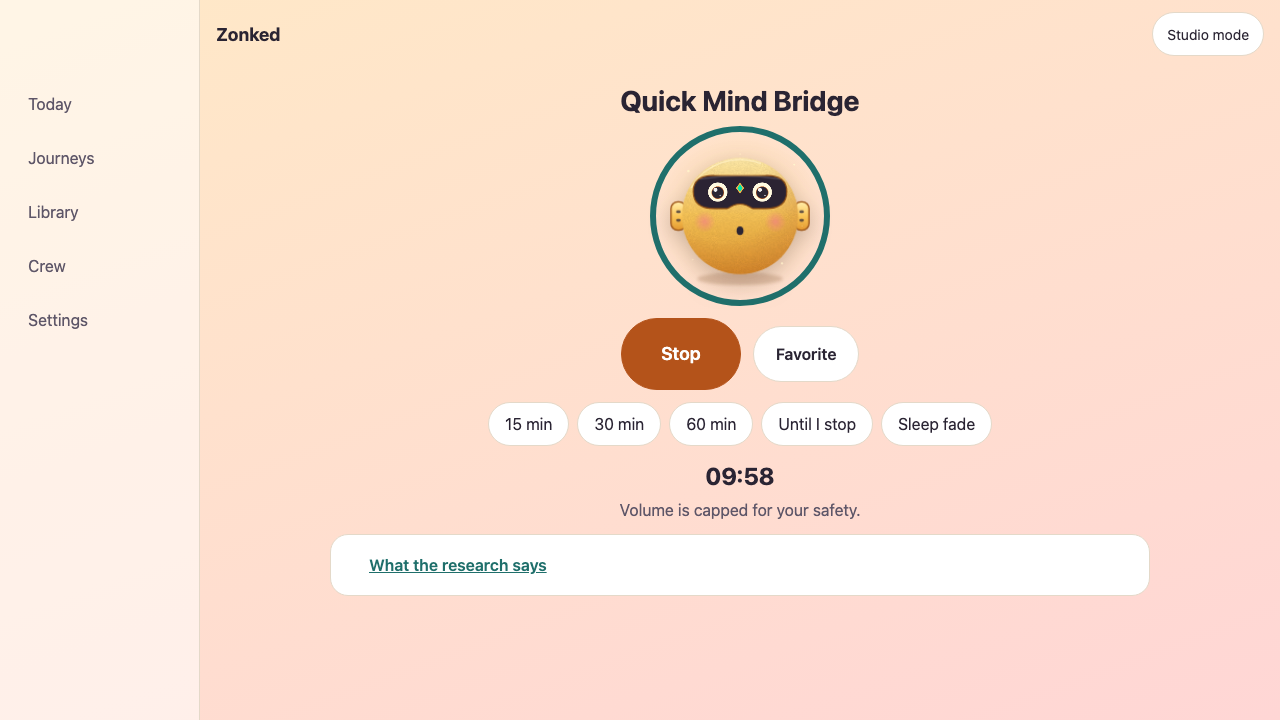 Zonked
Studio mode
Today
Journeys
Library
Crew
Settings
Quick Mind Bridge
Stop
Favorite
15 min
30 min
60 min
Until I stop
Sleep fade
09:58
Volume is capped for your safety.
What the research says